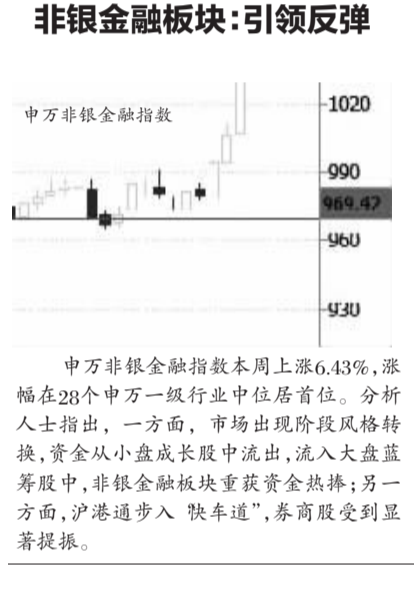 非银金融板块：引领反弹
申万非银金融指数
1020
990
969.42
960
930
申万非银金融指数本周上涨6.43%，涨
幅在28个申万一级行业中位居首位。分析
人士指出，一方面，市场出现阶段风格转
换，资金从小盘成长股中流出，流入大盘蓝
筹股中，非银金融板块重获资金热捧；另一
方面，沪港通步入“快车道”，券商股受到显
著提振。